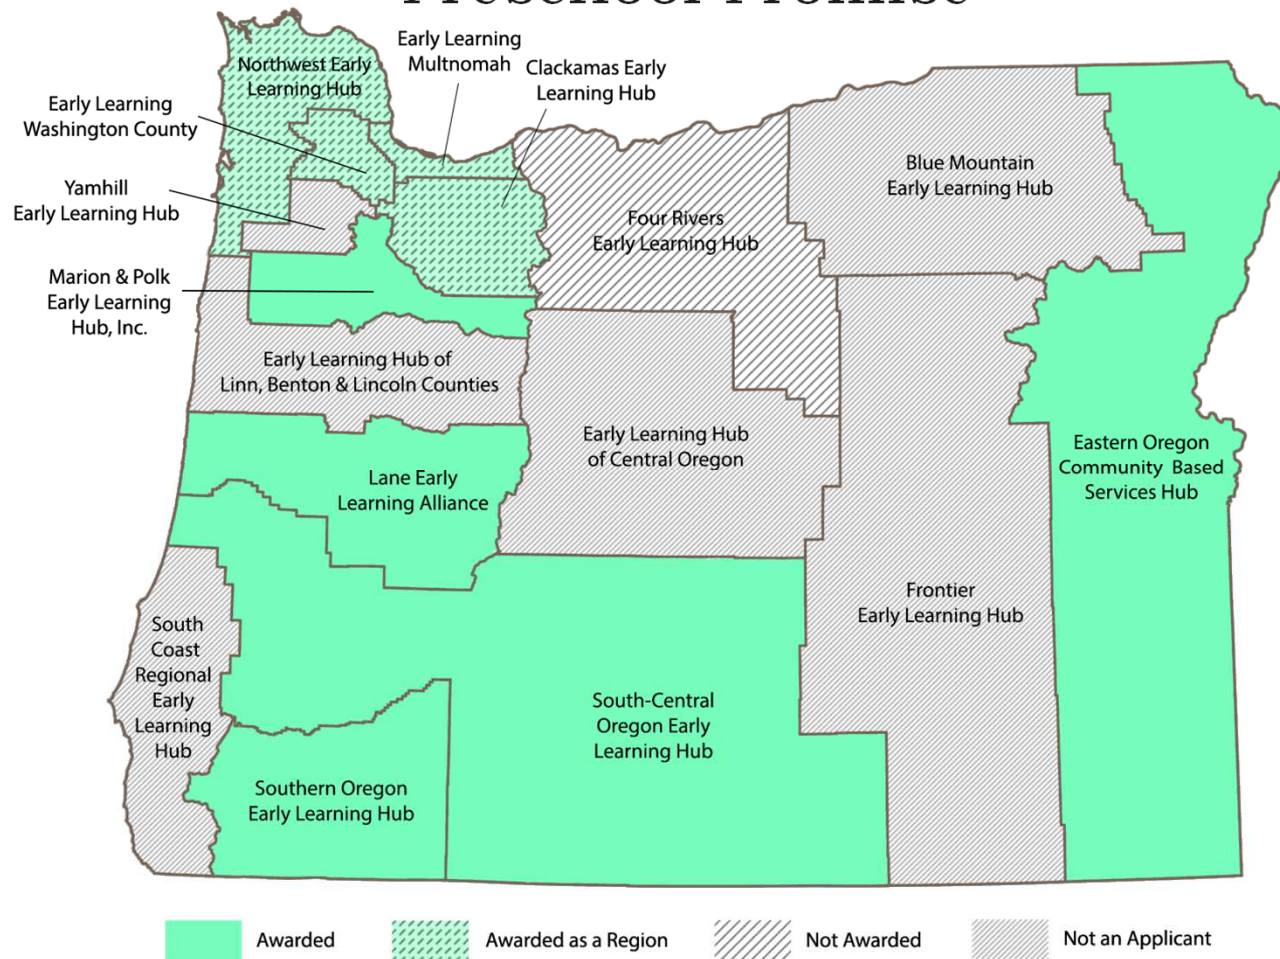 Preschool Promise
Early Learning
Multnomah
Northwest Early
Learning Hub
Clackamas Early
Learning Hub
Early Learning
Washington County
Yamhill
Early Learning Hub
Blue Mountain
Early Learning Hub
Four Rivers
Early Learning Hub
Marion & Polk
Early Learning
Hub, Inc.
Early Learning Hub of
Linn, Benton & Lincoln Counties
Early Learning Hub
of Central Oregon
Eastern Oregon
Community Based
Services Hub
Lane Early
Learning Alliance
Frontier
Early Learning Hub
South
Coast
Regional
Early
Learning
Hub
South-Central
Oregon Early
Learning Hub
Southern Oregon
Early Learning Hub
Awarded
Awarded as a Region
Not Awarded
Not an Applicant